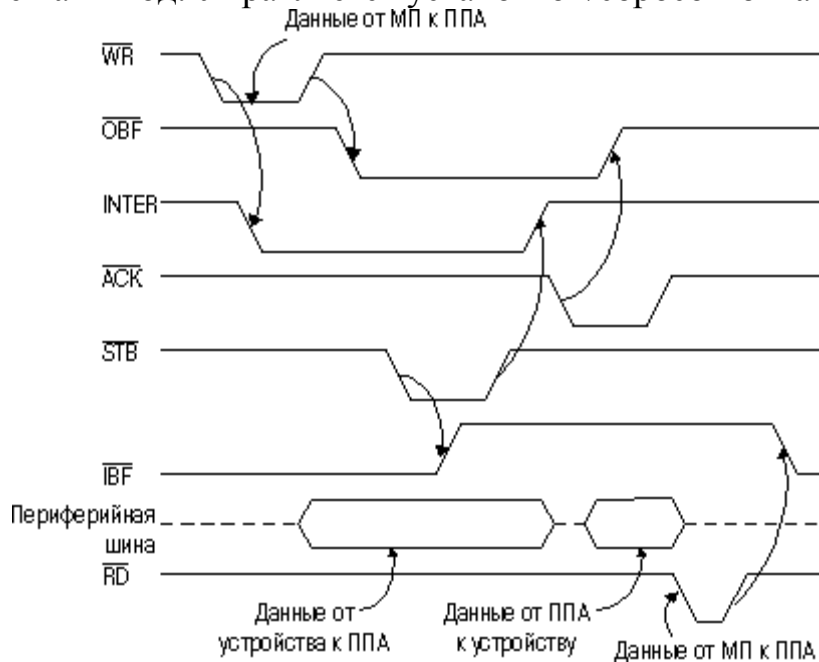 Данные от МП к ППА
WR
OBF
INTER
ACK
STB
IBF
Периферийная
шина
RD
Данные от
устройства к ППА
Данные от ППА
к устройству
Данные от МП к ППА